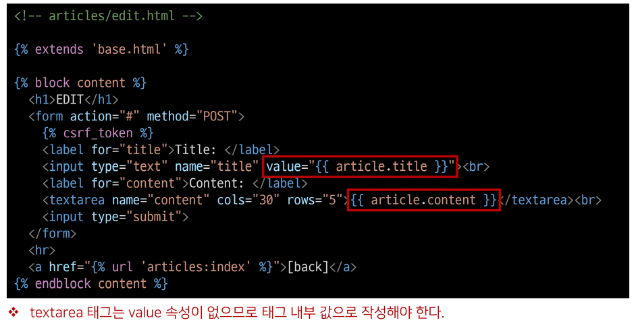 <!-- articles/edit.html -->
{% extends 'base.html' %}
{% block content %}
<h1>EDIT</h1>
<form action="#" method="POST">
{% csrf_token %}
<label for="title">Title: </label>
<input type="text" name="title" value="{{ article.title }}"><br>
<label for="content">Content: </label>
<textarea name="content" cols="30" rows="5">{{ article.content }}</textarea><br>
<input type="submit">
</form>
<hr>
<a href="{% url 'articles:index' %}">[back]</a>
{% endblock content %}
❖ textarea 태그는 value 속성이 없으므로 태그 내부 값으로 작성해야 한다.